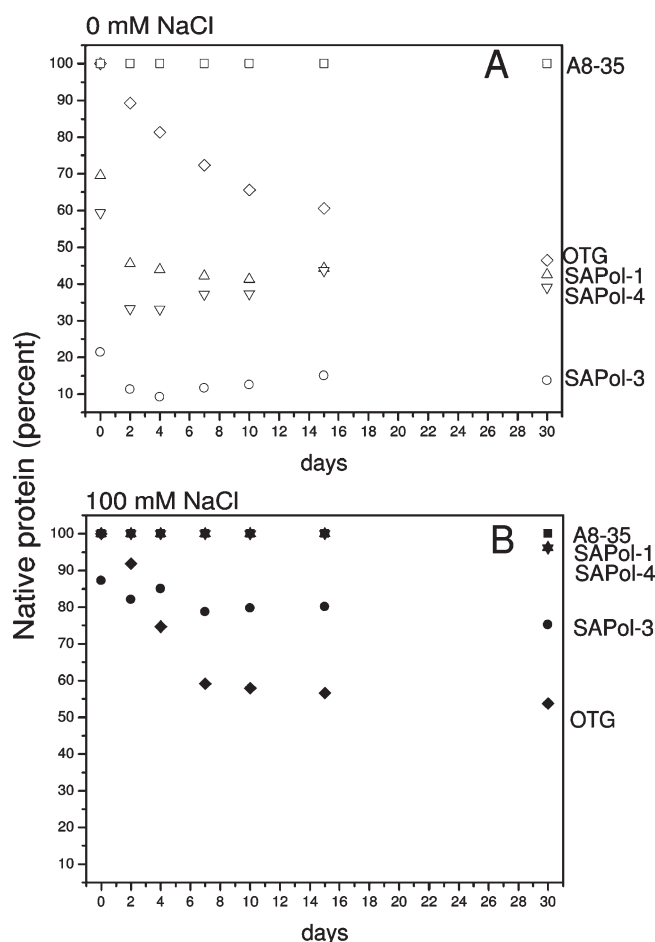 0 mM NaCl
A
100
90
80
70
60
50
40
30
20
10
A8-35
OTG
SAPol-1
SAPol-4
SAPol-3
0 2 4 6 8 10 12 14 16 18 20 22 24 26 28 30
days
Native protein (percent)
100 mM NaCl
B
100
90
80
70
60
50
40
30
20
10
A8-35
SAPol-1
SAPol-4
SAPol-3
OTG
0 2 4 6 8 10 12 14 16 18 20 22 24 26 28 30
days